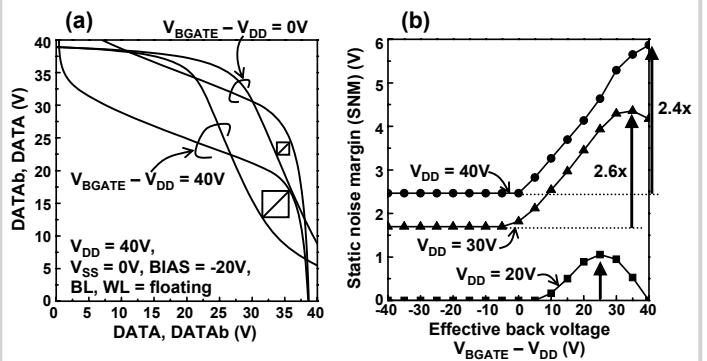 (a)
V_BGATE – V_DD = 0V
DATAb, DATA (V)
40
35
30
25
20
15
10
5
0
V_BGATE – V_DD = 40V
V_DD = 40V,
V_SS = 0V, BIAS = -20V,
BL, WL = floating
0 5 10 15 20 25 30 35 40
DATA, DATAb (V)
(b)
Static noise margin (SNM) (V)
6
5
4
3
2
1
0
2.4x
2.6x
V_DD = 40V
V_DD = 30V
V_DD = 20V
-40 -30 -20 -10 0 10 20 30 40
Effective back voltage
V_BGATE – V_DD (V)